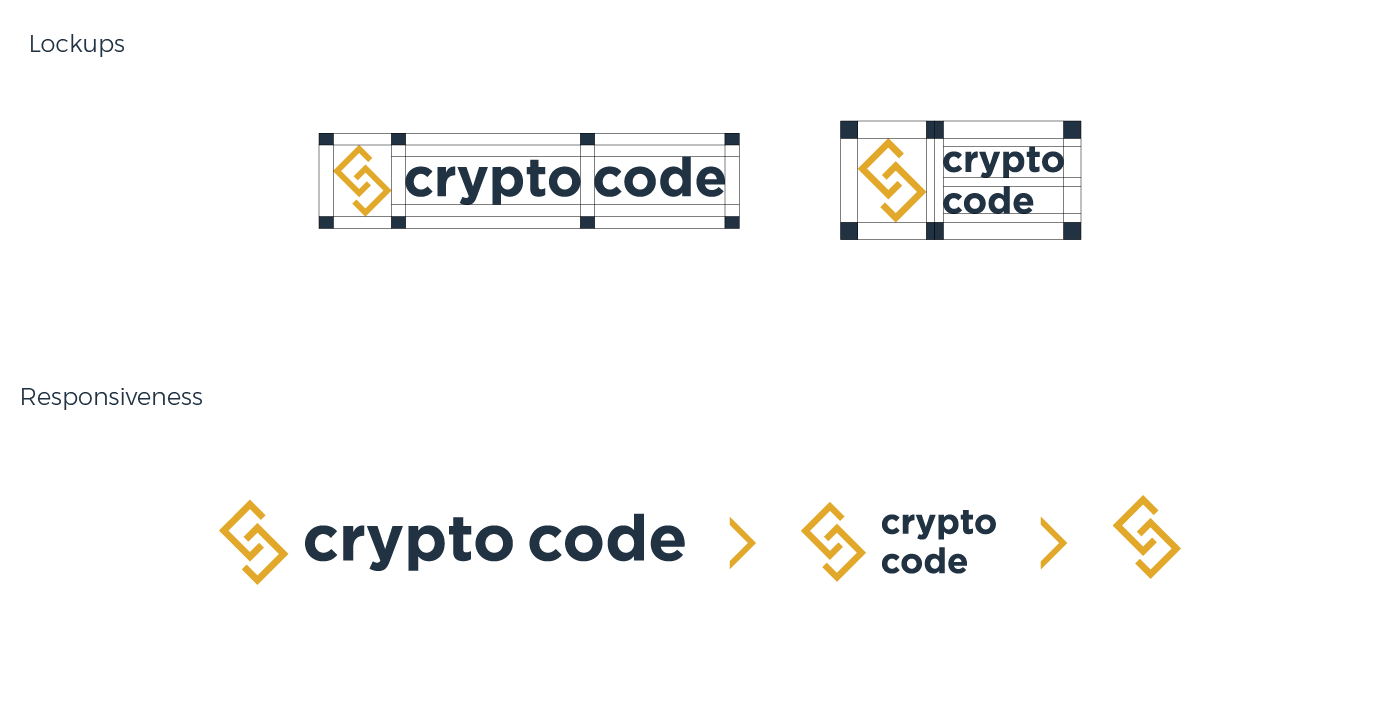 Lockups
crypto code
crypto
code
Responsiveness
crypto code
crypto
code